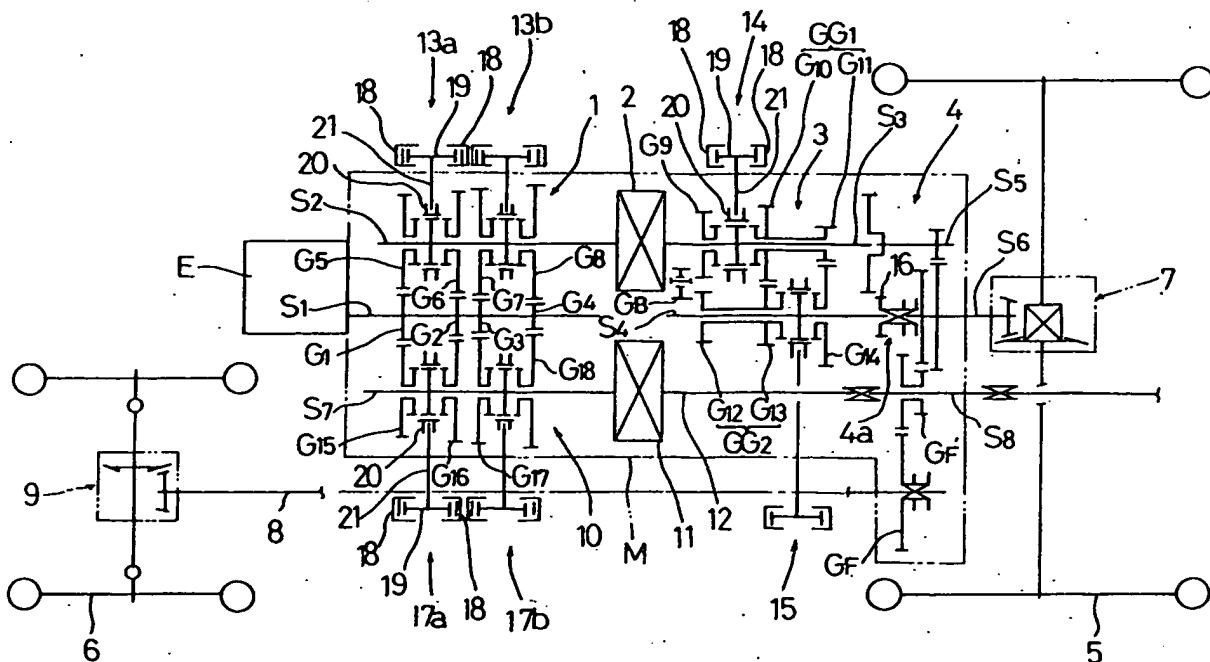 13a
13b
14
GG1
18
18
18
19
18
G10
G11
19
21
1
2
20
21
3
S3
4
20
G9
S2
S5
S6
E
G5
G8
16
7
G6
G7
GB
S1
G4
S4
G1
G2
G3
G14
G18
S7
G12
G13
GG2
4a
GF'
S8
G15
20
G16
G17
9
8
21
10
M
11
12
18
19
18
GF
17a
17b
15
6
5